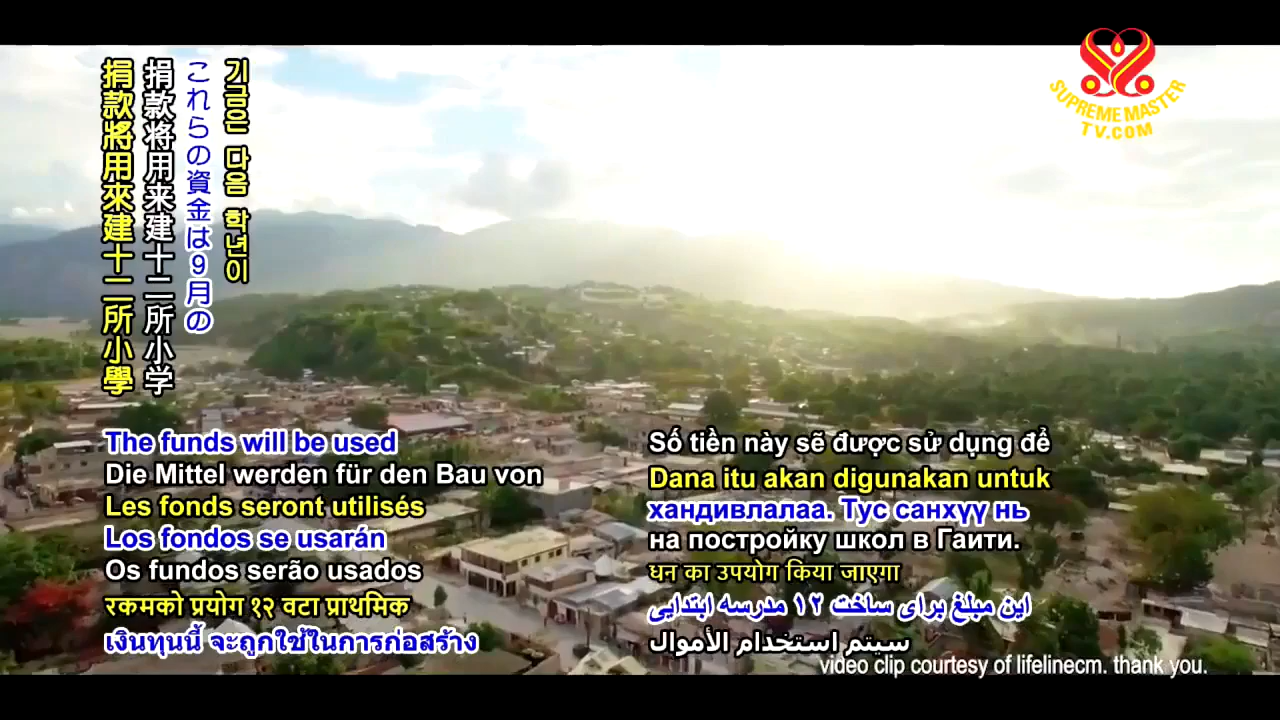 SUPREME MASTER
TV.COM
기금은 다음 학년이
これらの資金は9月の
捐款将用来建十二所小学
捐款將用來建十二所小學
The funds will be used
Die Mittel werden für den Bau von
Les fonds seront utilisés
Los fondos se usarán
Os fundos serão usados
रकमको प्रयोग १२ वटा प्राथमिक
เงินทุนนี้ จะถูกใช้ในการก่อสร้าง
Số tiền này sẽ được sử dụng để
Dana itu akan digunakan untuk
хандивлалаа. Тус санхүү нь
на постройку школ в Гаити.
धन का उपयोग किया जाएगा
این مبلغ برای ساخت ۱۲ مدرسه ابتدایی
سيتم استخدام الأموال
video clip courtesy of lifelinecm. thank you.